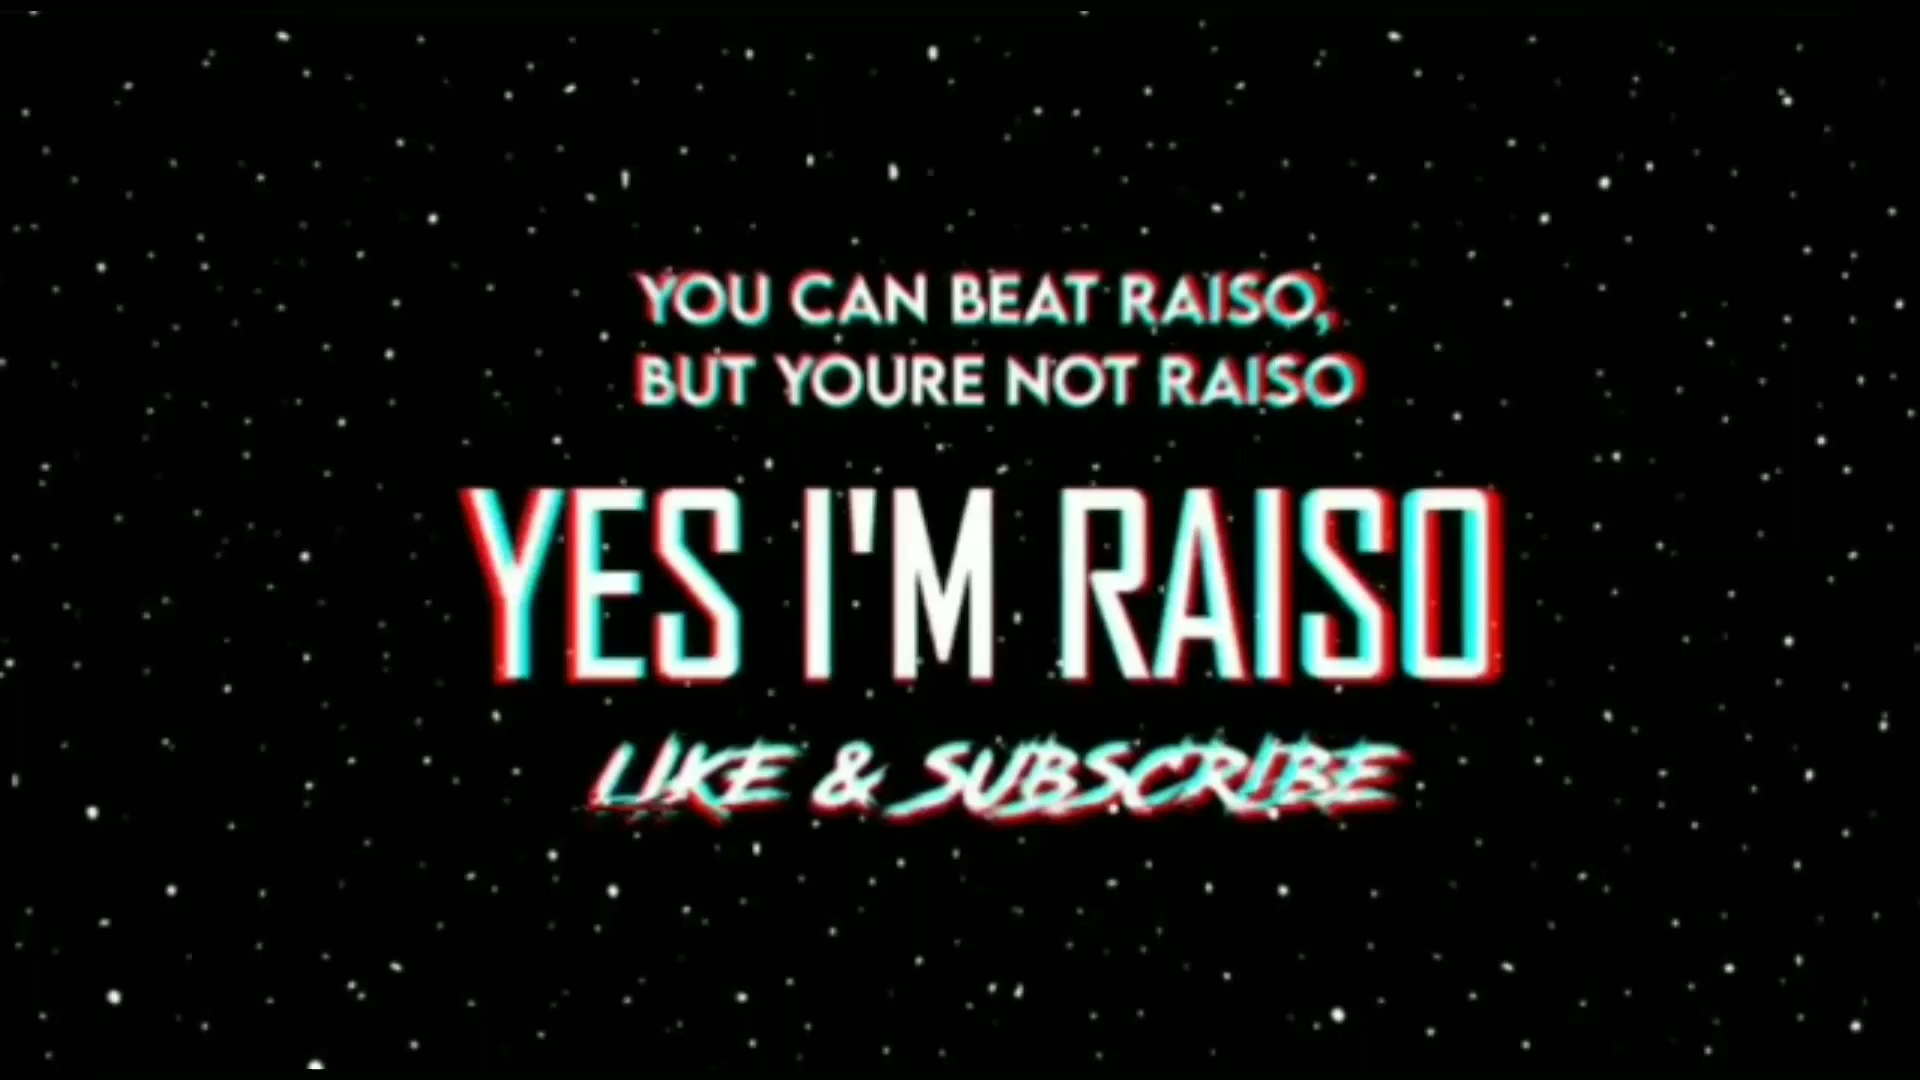 YOU CAN BEAT RAISO,
BUT YOURE NOT RAISO
YES I'M RAISO
LIKE & SUBSCRIBE